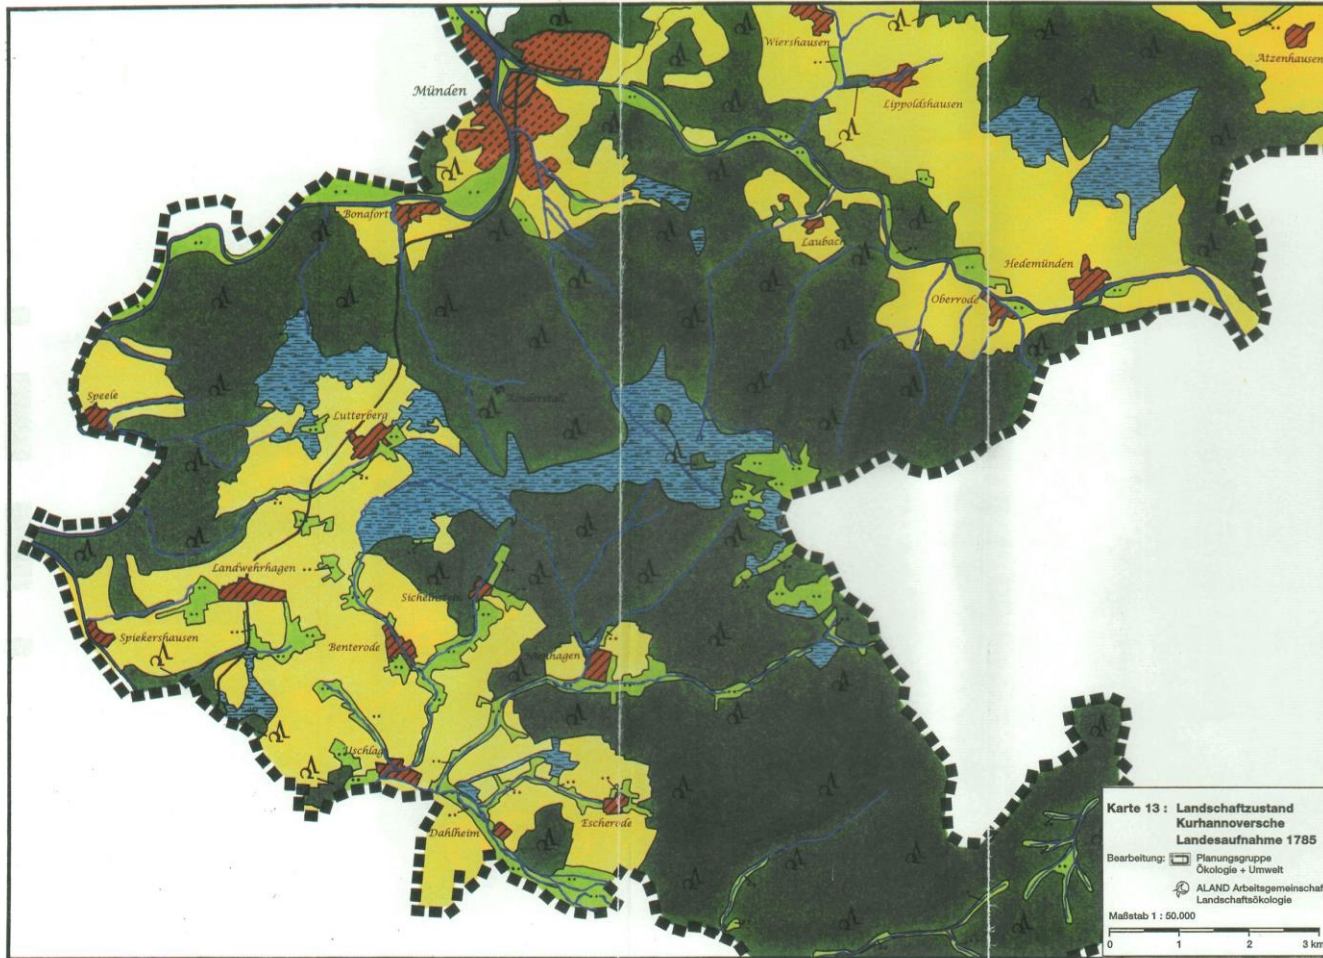 Wiershausen
Atzenhausen
Münden
Lippoldshausen
Bonafort
Laubach
Hedemünden
Oberrode
Speele
Lutterberg
Landwehrhagen
Sichelnstein
Spiekershausen
Benterode
Nienhagen
Uschlag
Dahlheim
Escherode
Karte 13 : Landschaftzustand
Kurhannoversche
Landesaufnahme 1785
Bearbeitung: Planungsgruppe
Ökologie + Umwelt
ALAND Arbeitsgemeinschaf
Landschaftsökologie
Maßstab 1 : 50.000
0 1 2 3 km